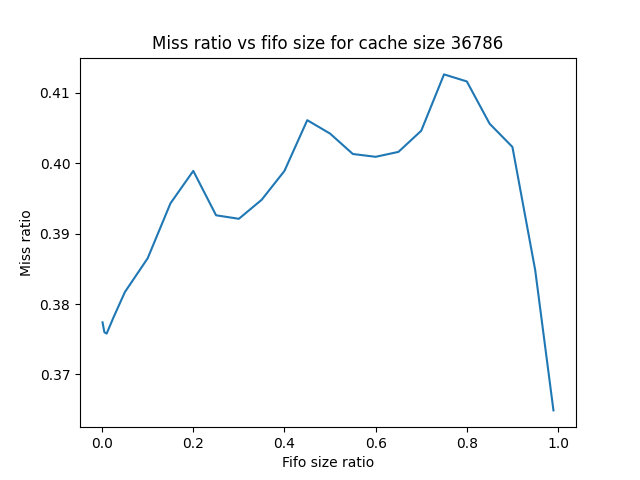 Miss ratio vs fifo size for cache size 36786
0.41
0.40
0.39
0.38
0.37
Miss ratio
0.0 0.2 0.4 0.6 0.8 1.0
Fifo size ratio